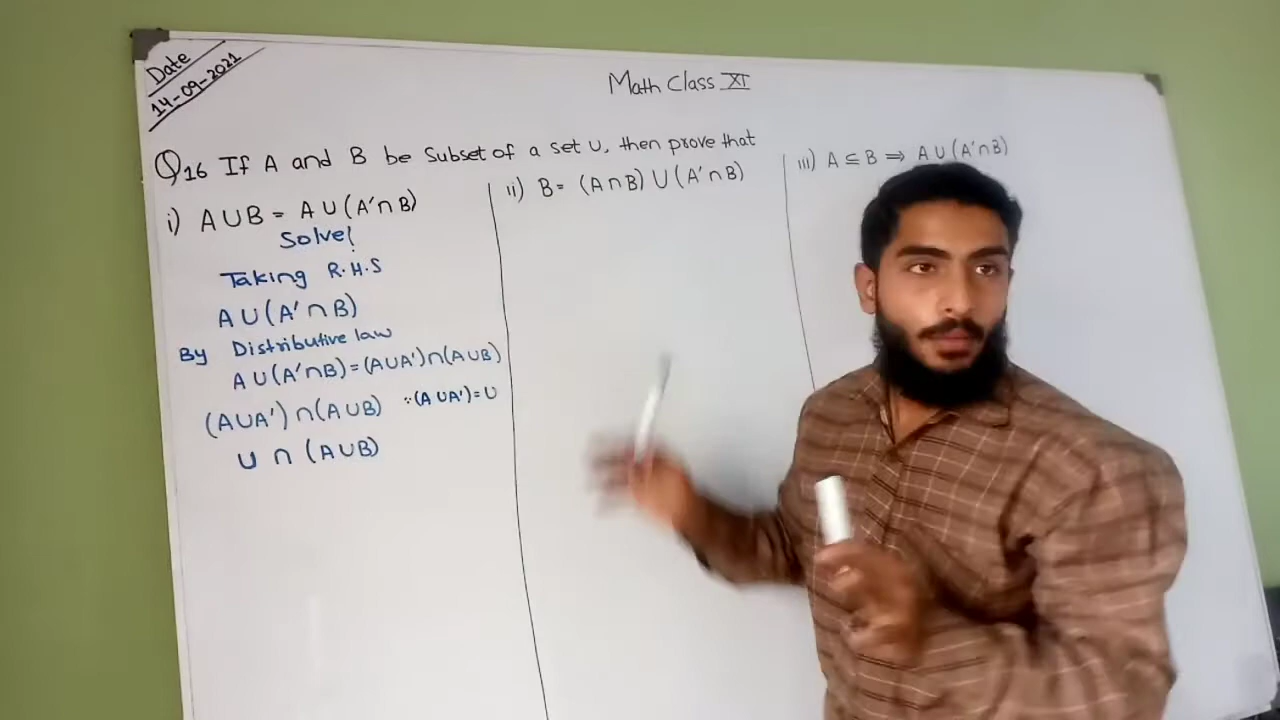 Date
14-09-2021
Math Class XI
Q16 If A and B be Subset of a set U, then prove that
i) A∪B = A∪(A'∩B)
Solve!
Taking R.H.S
A∪(A'∩B)
By Distributive law
A∪(A'∩B)=(A∪A')∩(A∪B)
(A∪A')∩(A∪B) ∵(A∪A')=U
U∩(A∪B)
ii) B= (A∩B)∪(A'∩B)
iii) A⊆B ⇒ A∪(A'∩B)